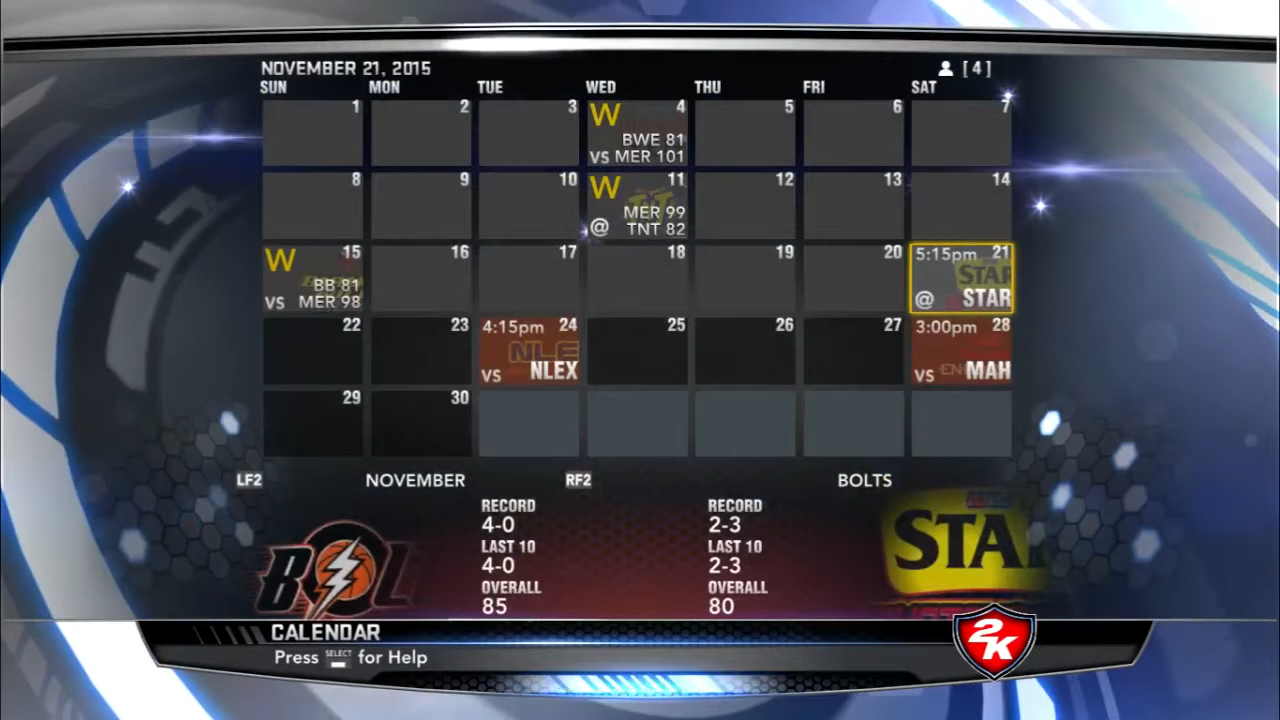 NOVEMBER 21, 2015 [4]
SUN MON TUE WED THU FRI SAT
1 2 3 W 4 5 6 7
BWE 81
VS MER 101
8 9 10 W 11 12 13 14
MER 99
@ TNT 82
W 15 16 17 18 19 20 5:15pm 21
BB 81
VS MER 98
STAR
@ STAR
22 23 4:15pm 24 25 26 27 3:00pm 28
NLE
VS NLEX
VS MAH
29 30
LF2 NOVEMBER RF2 BOLTS
RECORD RECORD
4-0 2-3
LAST 10 LAST 10
4-0 2-3
OVERALL OVERALL
85 80
BOL
STAR
CALENDAR
2K
Press SELECT for Help